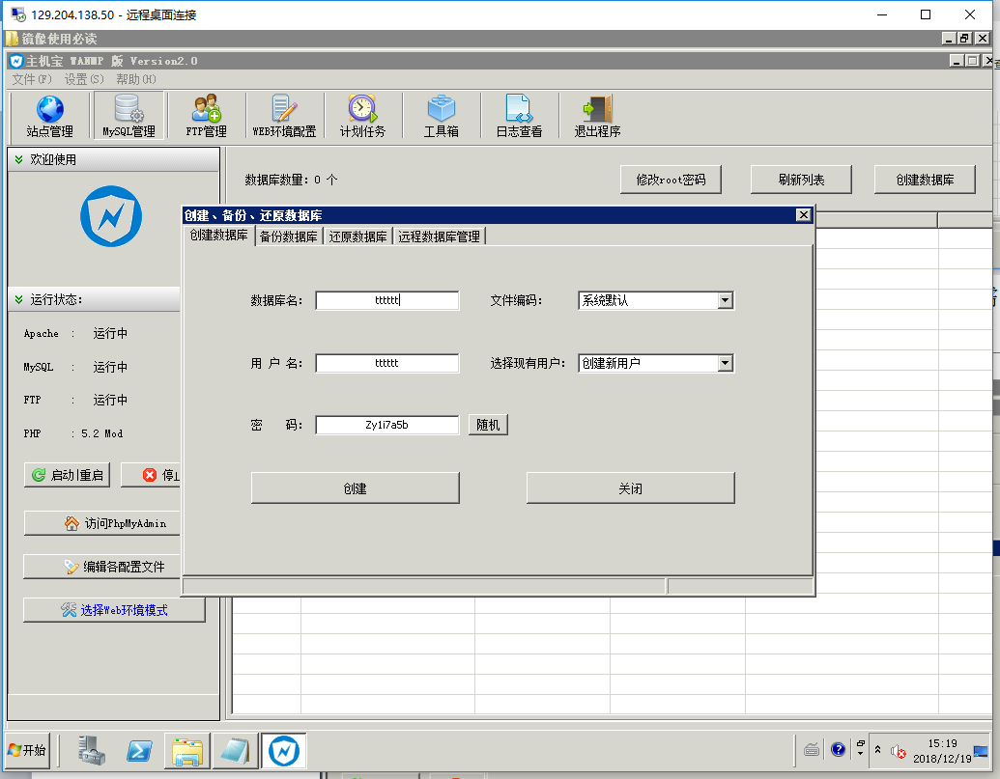 129.204.138.50 - 远程桌面连接
镜像使用必读
主机宝 WAMP 版 Version2.0
文件(F) 设置(S) 帮助(H)
站点管理 MySQL管理 FTP管理 WEB环境配置 计划任务 工具箱 日志查看 退出程序
欢迎使用
数据库数量: 0 个 修改root密码 刷新列表 创建数据库
创建、备份、还原数据库
创建数据库 备份数据库 还原数据库 远程数据库管理
数据库名: tttttt 文件编码: 系统默认
用 户 名: tttttt 选择现有用户: 创建新用户
密 码: Zy1i7a5b 随机
创建 关闭
运行状态:
Apache : 运行中
MySQL : 运行中
FTP : 运行中
PHP : 5.2 Mod
启动|重启 停止
访问PhpMyAdmin
编辑各配置文件
选择Web环境模式
开始 15:19
2018/12/19